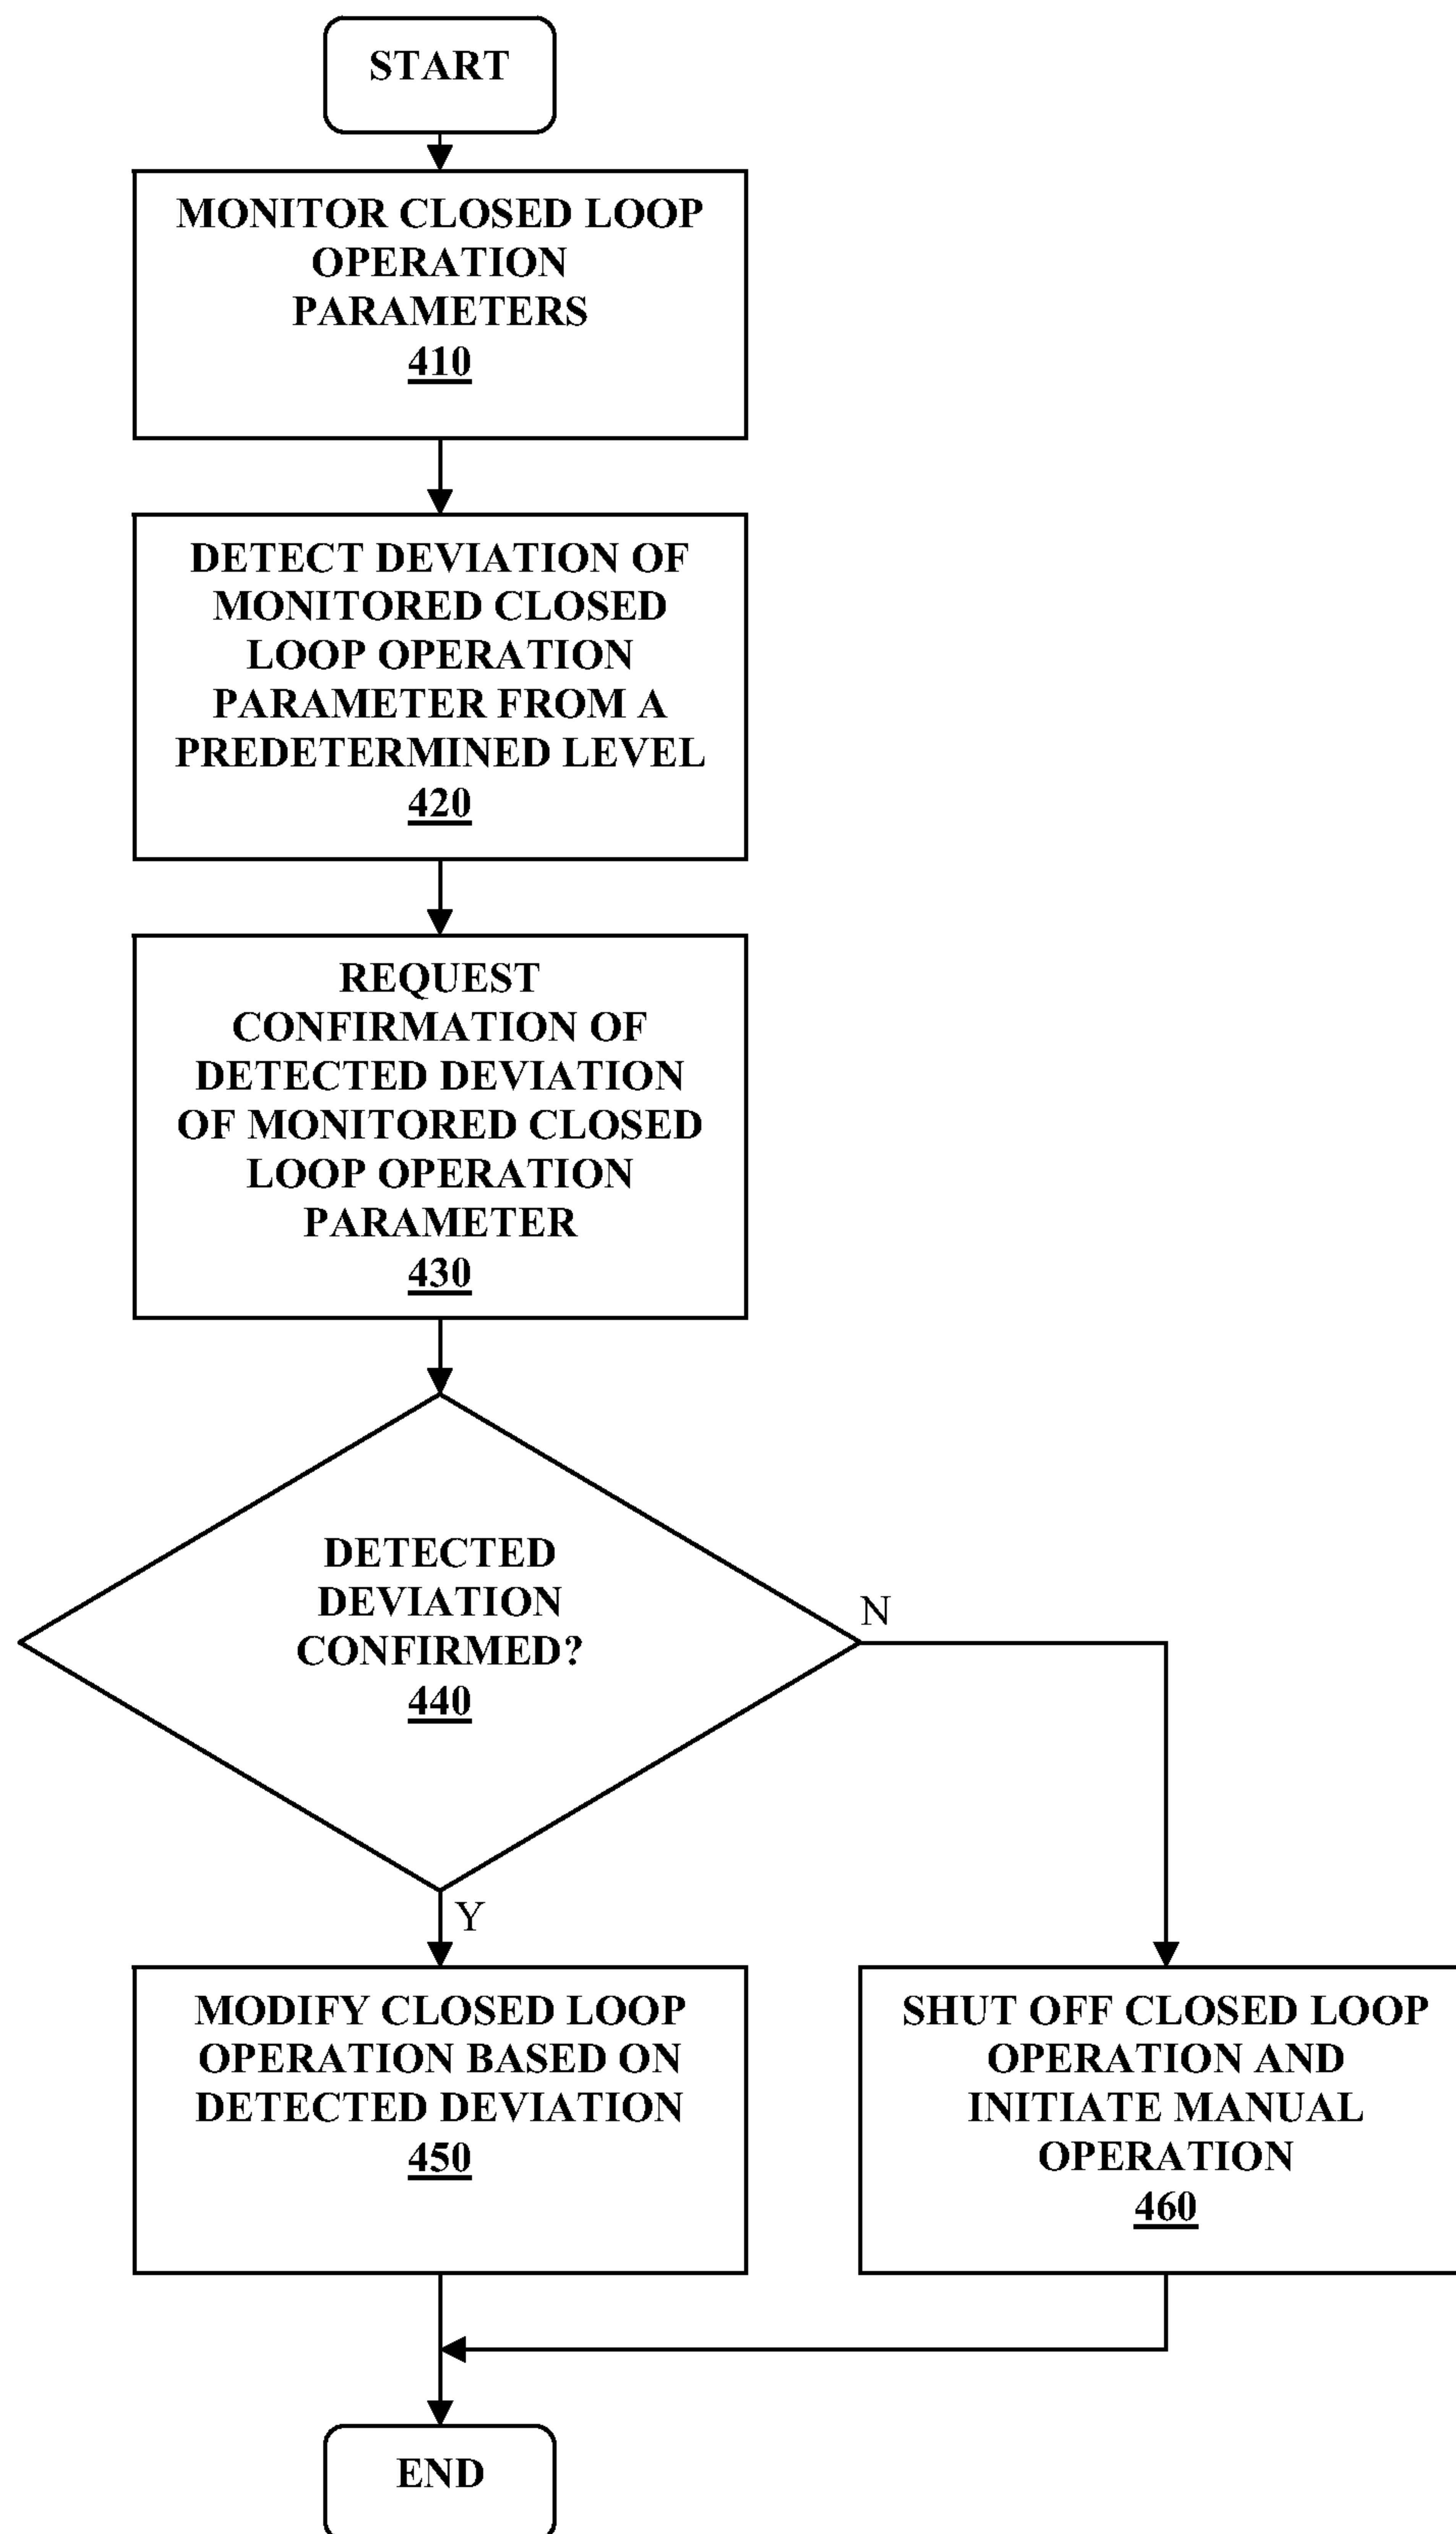 START
MONITOR CLOSED LOOP
OPERATION
PARAMETERS
410
DETECT DEVIATION OF
MONITORED CLOSED
LOOP OPERATION
PARAMETER FROM A
PREDETERMINED LEVEL
420
REQUEST
CONFIRMATION OF
DETECTED DEVIATION
OF MONITORED CLOSED
LOOP OPERATION
PARAMETER
430
DETECTED
DEVIATION
CONFIRMED?
440
N
Y
MODIFY CLOSED LOOP
OPERATION BASED ON
DETECTED DEVIATION
450
SHUT OFF CLOSED LOOP
OPERATION AND
INITIATE MANUAL
OPERATION
460
END